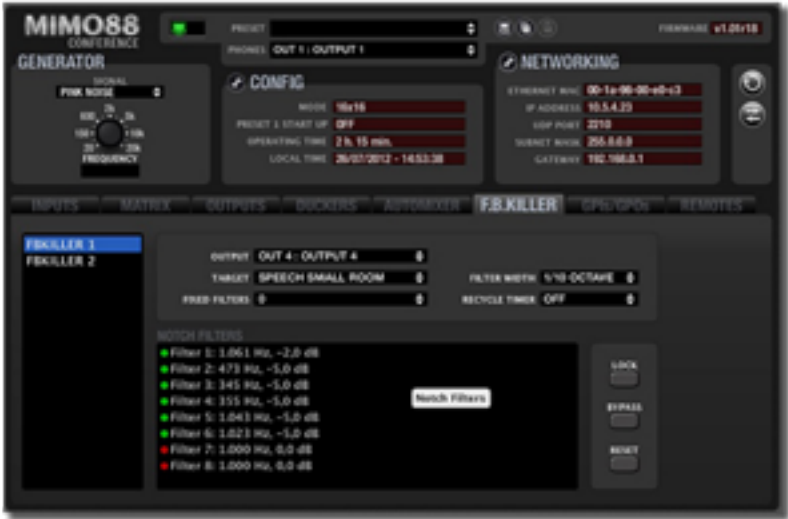 MIMO88
CONFERENCE
PRESET
PHONES OUT 1 : OUTPUT 1
FIRMWARE v1.01r18
GENERATOR
SIGNAL
PINK NOISE
2k
600
150
10k
20
20k
FREQUENCY
CONFIG
MODE 16x16
PRESET 1 START UP OFF
OPERATING TIME 2 h, 15 min.
LOCAL TIME 26/07/2012 - 14:53:38
NETWORKING
ETHERNET MAC 00-1a-96-00-e0-c3
IP ADDRESS 10.5.4.23
UDP PORT 2210
SUBNET MASK 255.0.0.0
GATEWAY 192.168.0.1
INPUTS MATRIX OUTPUTS DUCKERS AUTOMIXER F.B.KILLER GPIs/GPOs REMOTES
FBKILLER 1
FBKILLER 2
OUTPUT OUT 4 : OUTPUT 4
TARGET SPEECH SMALL ROOM
FILTER WIDTH 1/10 OCTAVE
FIXED FILTERS 0
RECYCLE TIMER OFF
NOTCH FILTERS
Filter 1: 1.061 Hz, -2,0 dB
Filter 2: 473 Hz, -5,0 dB
Filter 3: 345 Hz, -5,0 dB
Filter 4: 355 Hz, -5,0 dB
Filter 5: 1.043 Hz, -5,0 dB
Filter 6: 1.023 Hz, -5,0 dB
Filter 7: 1.000 Hz, 0,0 dB
Filter 8: 1.000 Hz, 0,0 dB
Notch Filters
LOCK
BYPASS
RESET